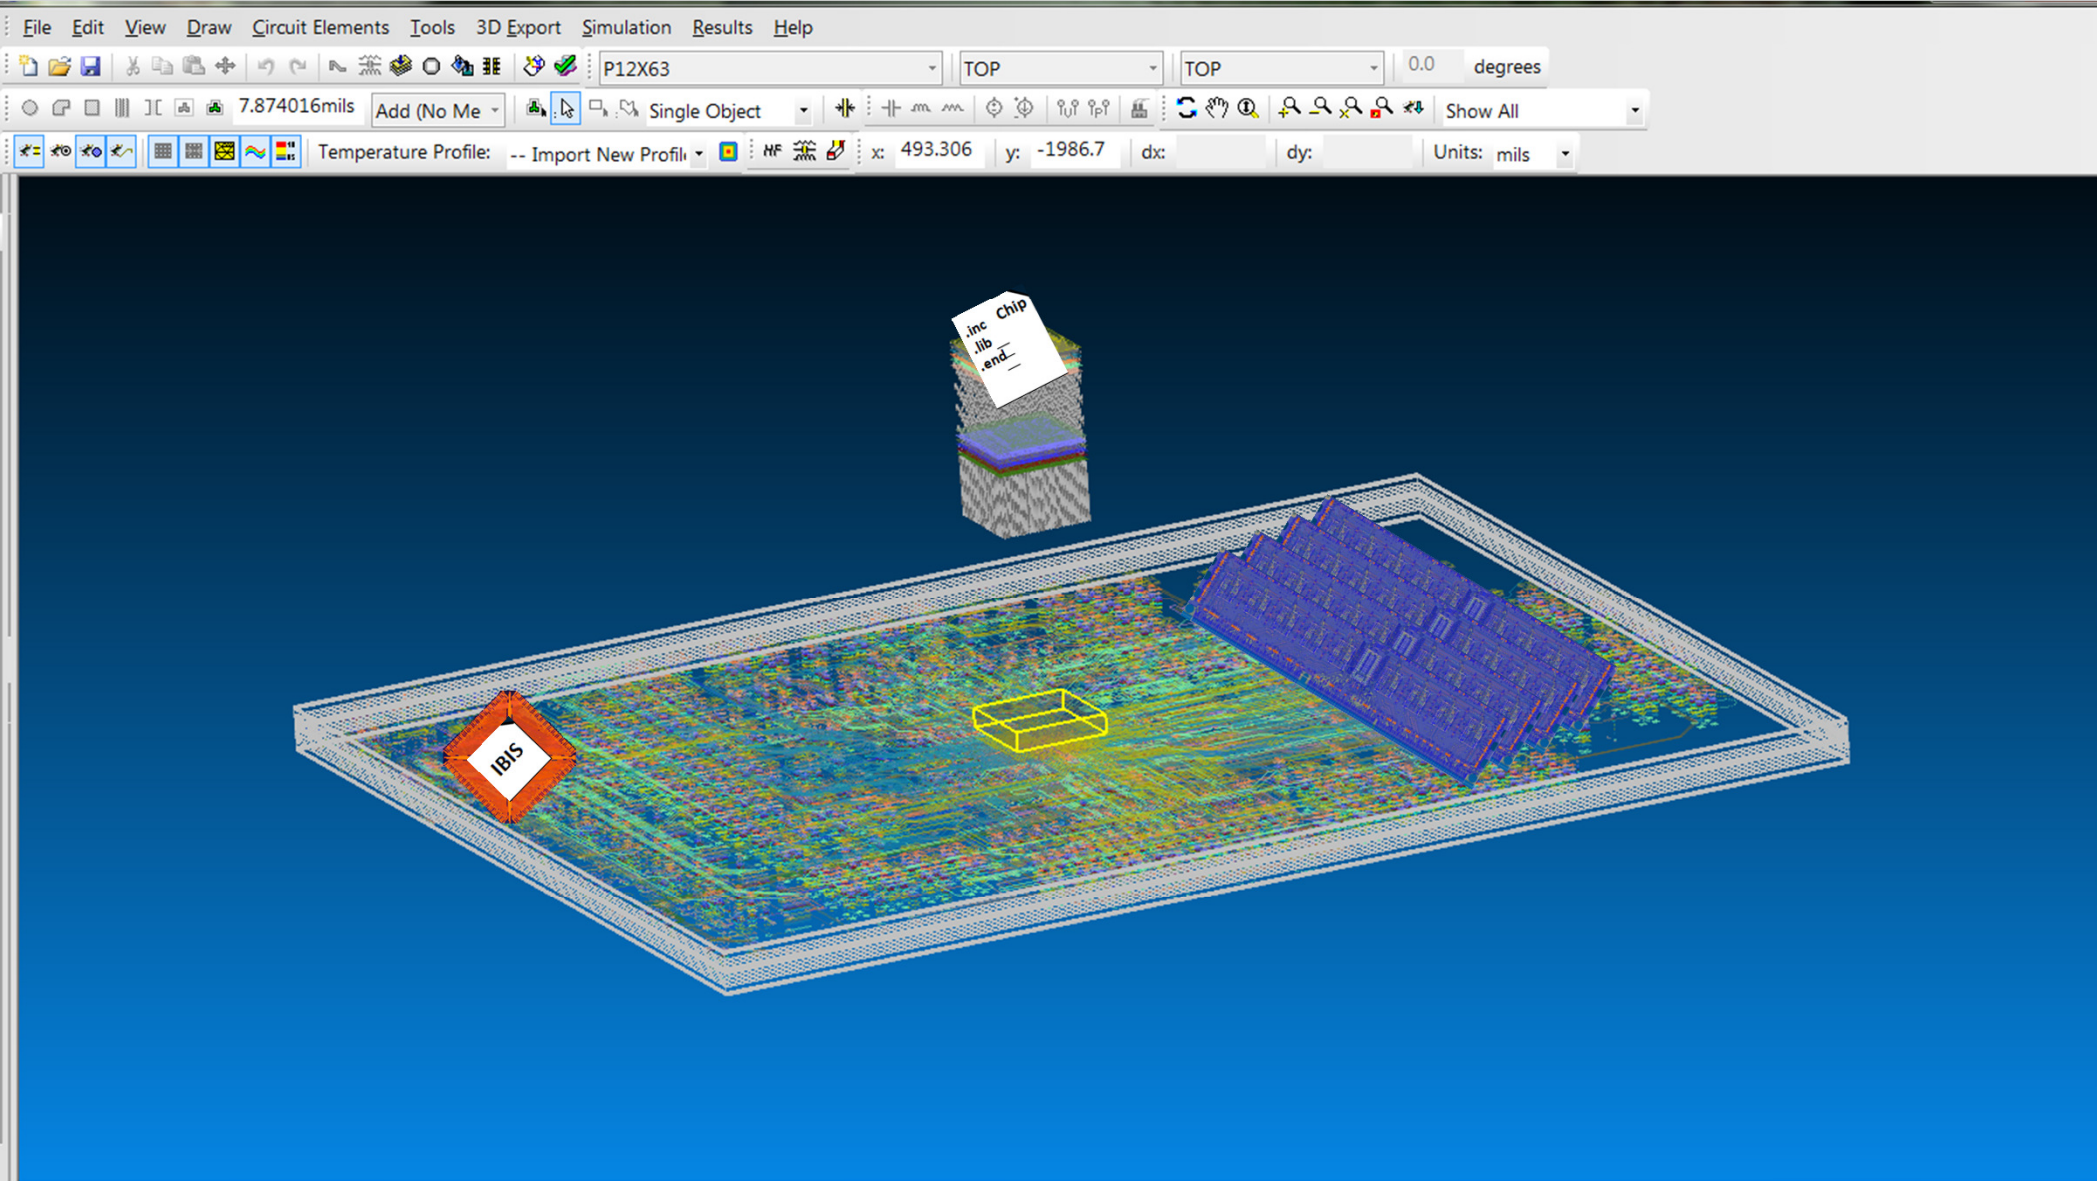 File Edit View Draw Circuit Elements Tools 3D Export Simulation Results Help
P12X63 TOP TOP 0.0 degrees
7.874016mils Add (No Me Single Object Show All
Temperature Profile: -- Import New Profil x: 493.306 y: -1986.7 dx: dy: Units: mils
Chip
.inc
.lib
.end
IBIS